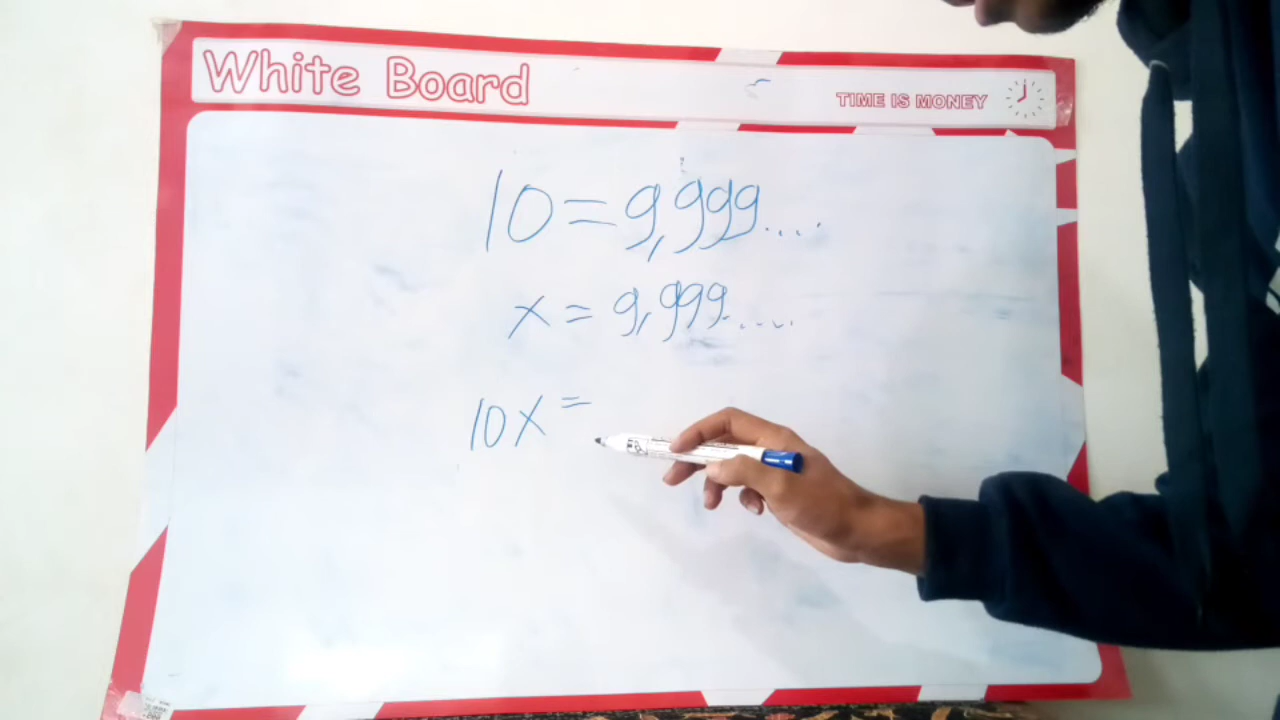 White Board
TIME IS MONEY
10=9,999....
x=9,999.....
10x=